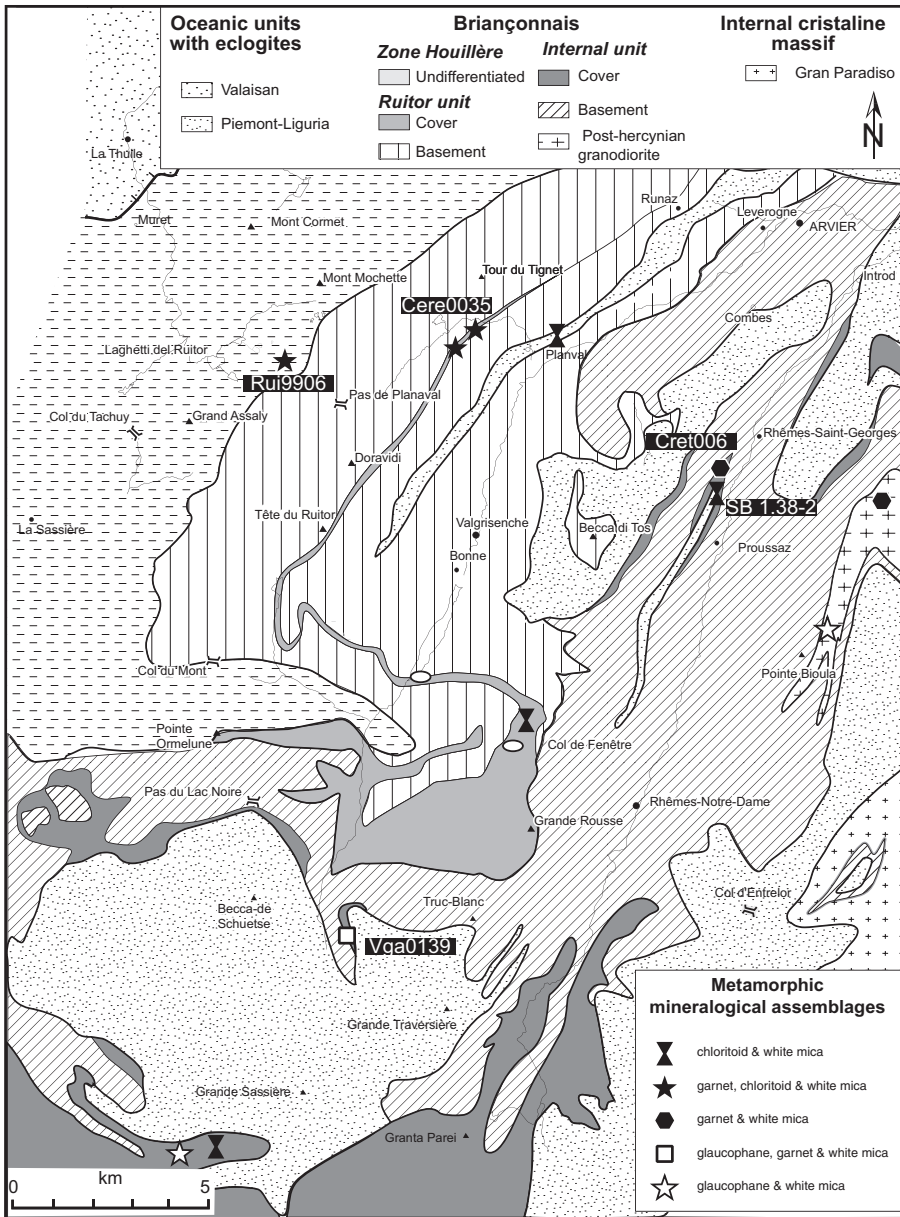 Oceanic units
with eclogites
Valaisan
Piemont-Liguria
Briançonnais
Zone Houillère
Undifferentiated
Ruitor unit
Cover
Basement
Internal unit
Cover
Basement
Post-hercynian
granodiorite
Internal cristaline
massif
Gran Paradiso
N
La Thuile
Muret
Mont Cormet
Runaz
Leverogne
ARVIER
Tour du Tignet
Mont Mochette
Introd
Cere0035
Combes
Laghetti del Ruitor
Planval
Rui9906
Pas de Planaval
Col du Tachuy
Grand Assaly
Cret006
Rhêmes-Saint-Georges
Doravidi
SB 1.38-2
La Sassière
Tête du Ruitor
Valgrisenche
Becca di Tos
Proussaz
Bonne
Col du Mont
Pointe Bioula
Pointe
Ormelune
Col de Fenêtre
Pas du Lac Noire
Rhêmes-Notre-Dame
Grande Rousse
Becca-de
Schuetse
Truc-Blanc
Col d'Entrelor
Vga0139
Grande Traversière
Grande Sassière
Granta Parei
km
0 5
Metamorphic
mineralogical assemblages
chloritoid & white mica
garnet, chloritoid & white mica
garnet & white mica
glaucophane, garnet & white mica
glaucophane & white mica